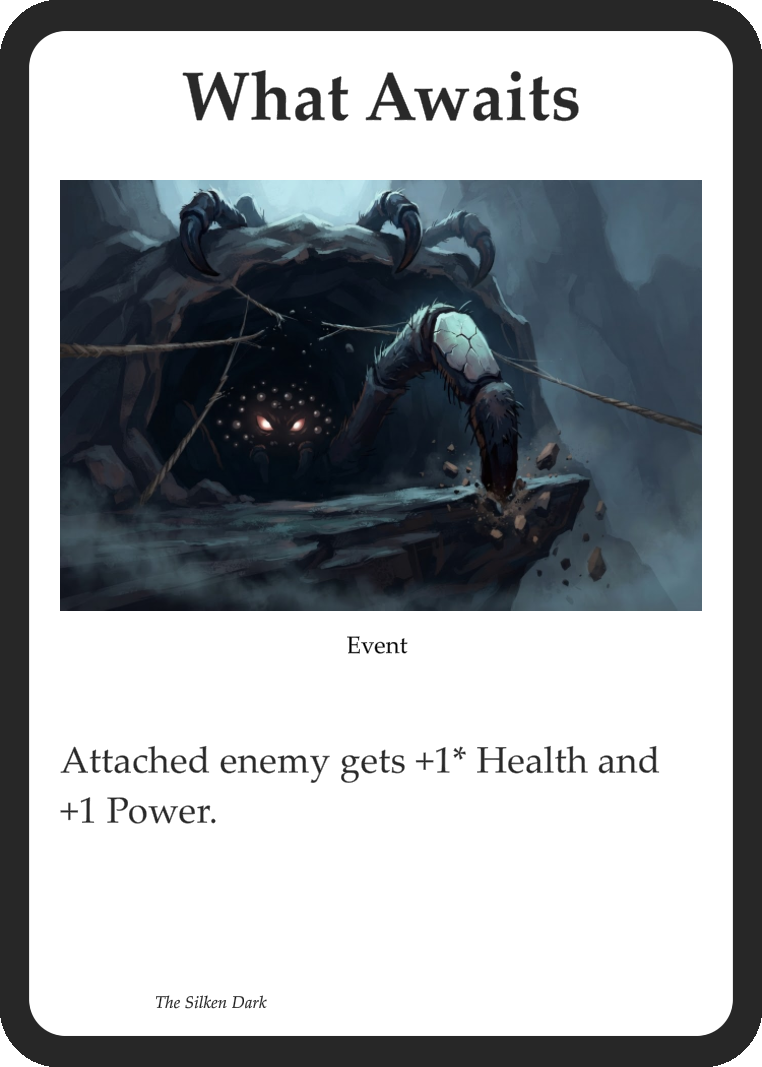 What Awaits
Event
Attached enemy gets +1* Health and
+1 Power.
The Silken Dark